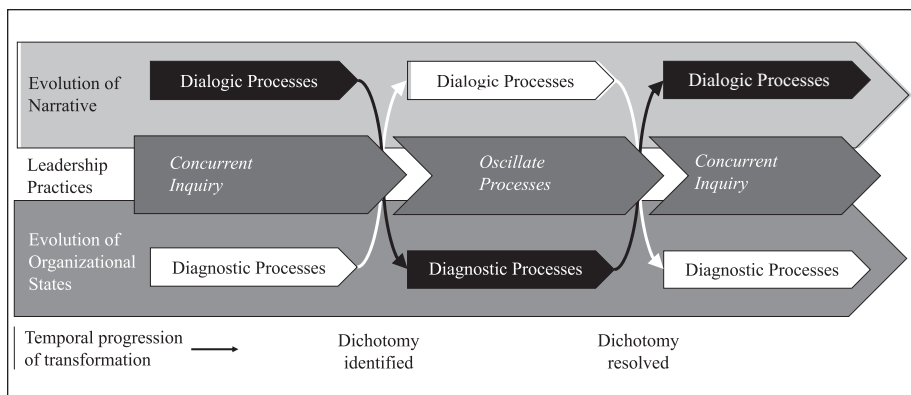 Evolution of
Narrative
Dialogic Processes
Dialogic Processes
Dialogic Processes
Leadership
Practices
Concurrent
Inquiry
Oscillate
Processes
Concurrent
Inquiry
Evolution of
Organizational
States
Diagnostic Processes
Diagnostic Processes
Diagnostic Processes
Temporal progression
of transformation
Dichotomy
identified
Dichotomy
resolved